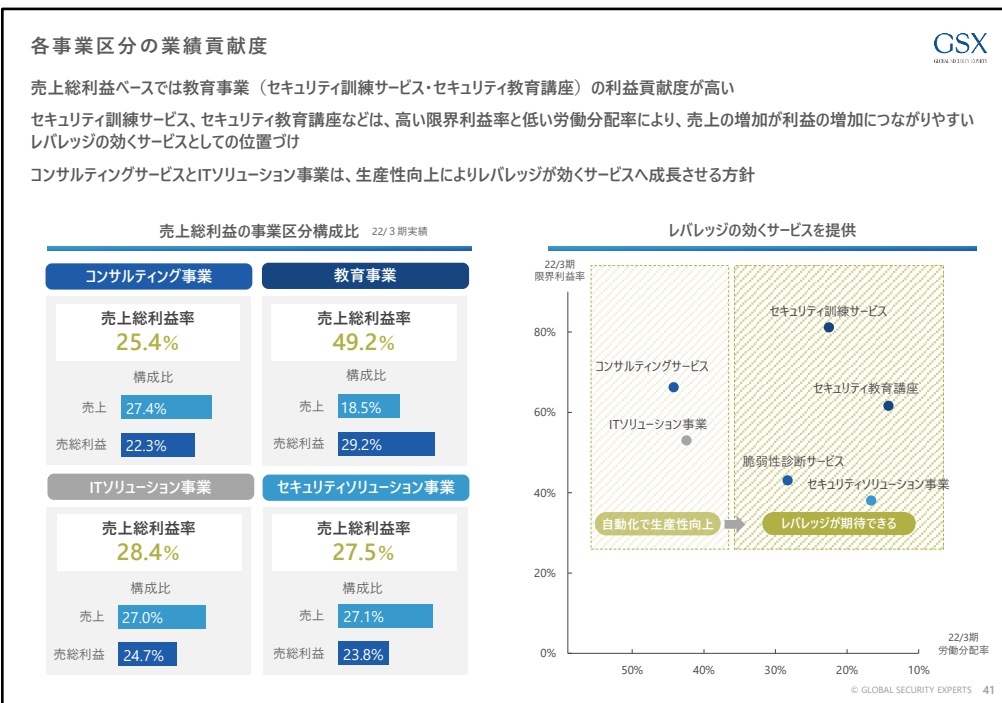 各事業区分の業績貢献度
GSX
GLOBAL SECURITY EXPERTS
売上総利益ベースでは教育事業（セキュリティ訓練サービス・セキュリティ教育講座）の利益貢献度が高い
セキュリティ訓練サービス、セキュリティ教育講座などは、高い限界利益率と低い労働分配率により、売上の増加が利益の増加につながりやすい
レバレッジの効くサービスとしての位置づけ
コンサルティングサービスとITソリューション事業は、生産性向上によりレバレッジが効くサービスへ成長させる方針
売上総利益の事業区分構成比 22/3期実績
コンサルティング事業
売上総利益率
25.4%
構成比
売上 27.4%
売総利益 22.3%
教育事業
売上総利益率
49.2%
構成比
売上 18.5%
売総利益 29.2%
ITソリューション事業
売上総利益率
28.4%
構成比
売上 27.0%
売総利益 24.7%
セキュリティソリューション事業
売上総利益率
27.5%
構成比
売上 27.1%
売総利益 23.8%
レバレッジの効くサービスを提供
22/3期
限界利益率
80%
60%
40%
20%
0%
セキュリティ訓練サービス
コンサルティングサービス
セキュリティ教育講座
ITソリューション事業
脆弱性診断サービス
セキュリティソリューション事業
自動化で生産性向上
レバレッジが期待できる
22/3期
労働分配率
50% 40% 30% 20% 10%
© GLOBAL SECURITY EXPERTS 41